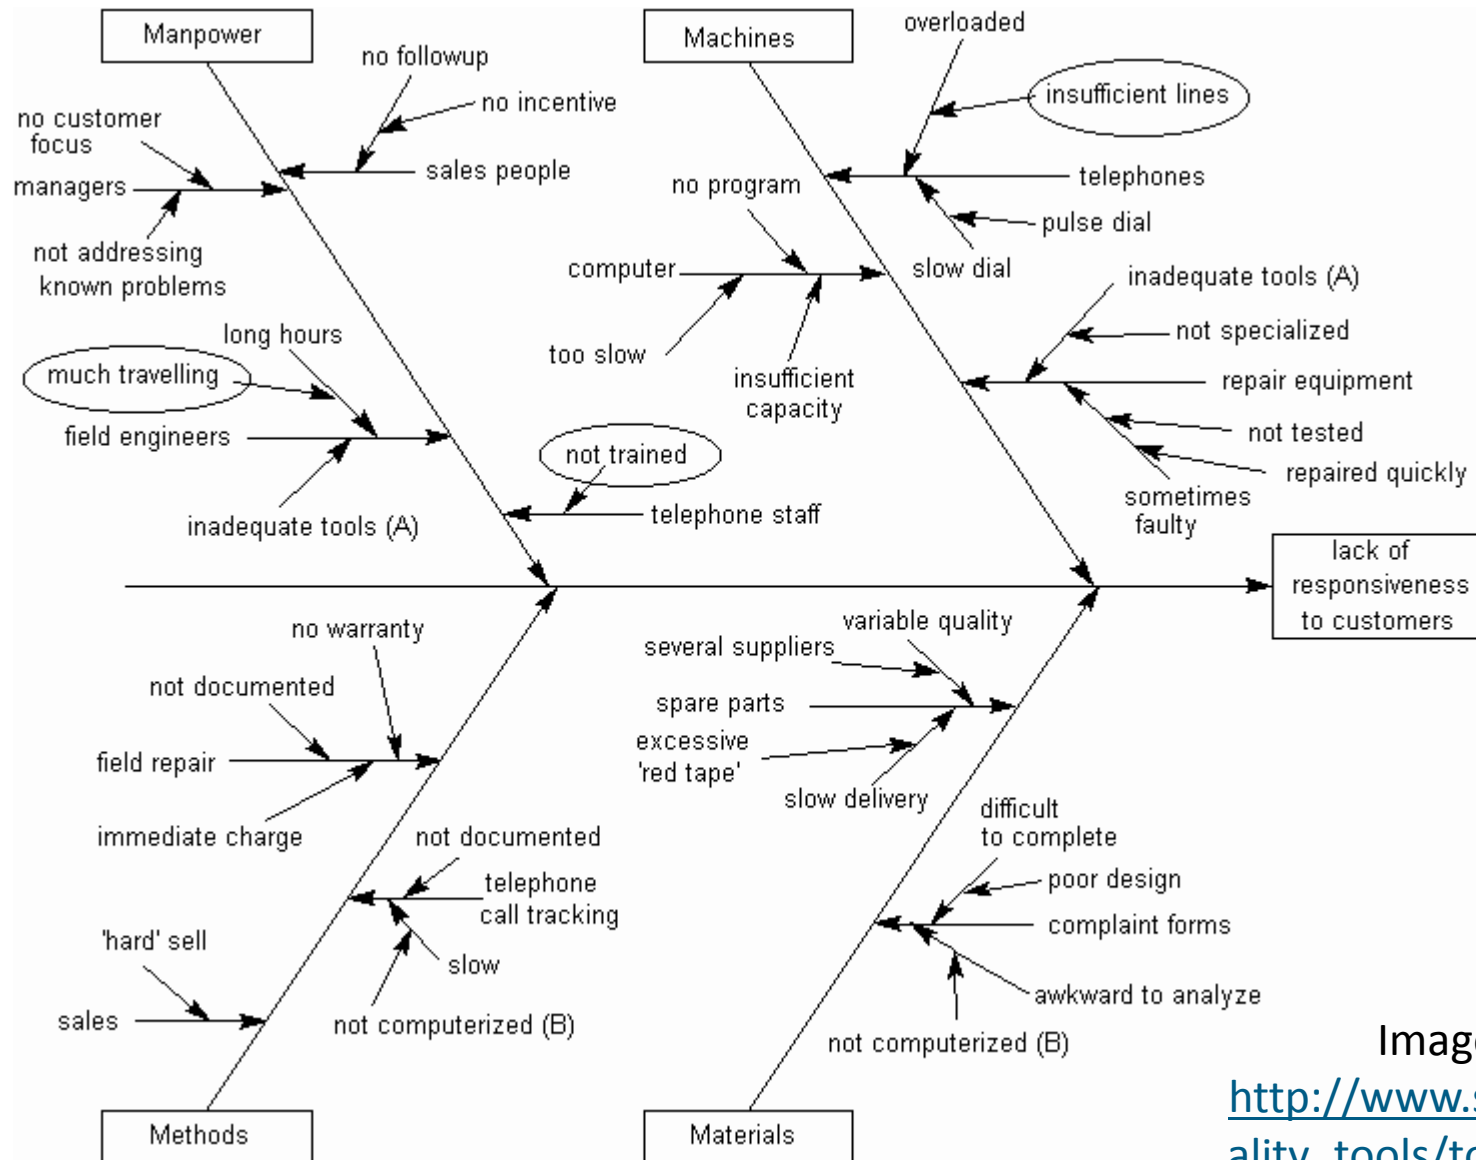 Manpower
no followup
no incentive
no customer
focus
managers
sales people
not addressing
known problems
long hours
much travelling
field engineers
inadequate tools (A)
not trained
telephone staff
Machines
overloaded
insufficient lines
telephones
no program
pulse dial
computer
slow dial
too slow
insufficient
capacity
inadequate tools (A)
not specialized
repair equipment
not tested
repaired quickly
sometimes
faulty
lack of
responsiveness
to customers
no warranty
not documented
field repair
immediate charge
not documented
telephone
call tracking
'hard' sell
slow
sales
not computerized (B)
Methods
variable quality
several suppliers
spare parts
excessive
'red tape'
slow delivery
difficult
to complete
poor design
complaint forms
awkward to analyze
not computerized (B)
Materials
Image
http://www.s
ality_tools/to